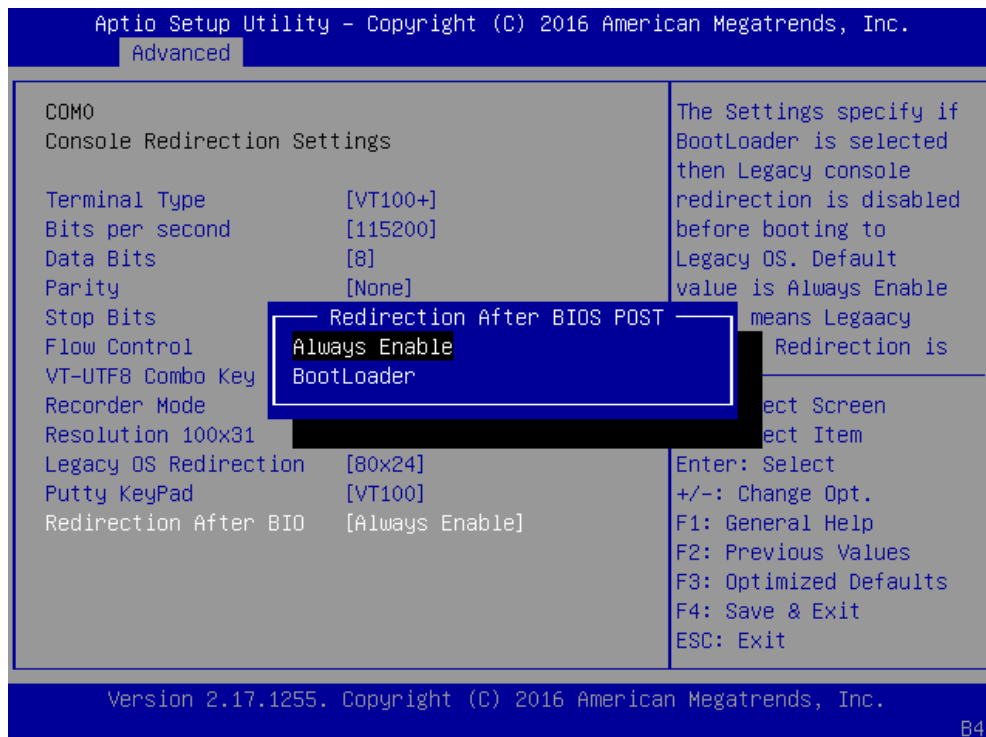 Aptio Setup Utility – Copyright (C) 2016 American Megatrends, Inc.
Advanced
COM0
Console Redirection Settings
Terminal Type [VT100+]
Bits per second [115200]
Data Bits [8]
Parity [None]
Stop Bits
Flow Control
VT-UTF8 Combo Key
Recorder Mode
Resolution 100x31
Legacy OS Redirection [80x24]
Putty KeyPad [VT100]
Redirection After BIO [Always Enable]
Redirection After BIOS POST
Always Enable
BootLoader
The Settings specify if
BootLoader is selected
then Legacy console
redirection is disabled
before booting to
Legacy OS. Default
value is Always Enable
means Legaacy
Redirection is
ect Screen
ect Item
Enter: Select
+/-: Change Opt.
F1: General Help
F2: Previous Values
F3: Optimized Defaults
F4: Save & Exit
ESC: Exit
Version 2.17.1255. Copyright (C) 2016 American Megatrends, Inc.
B4